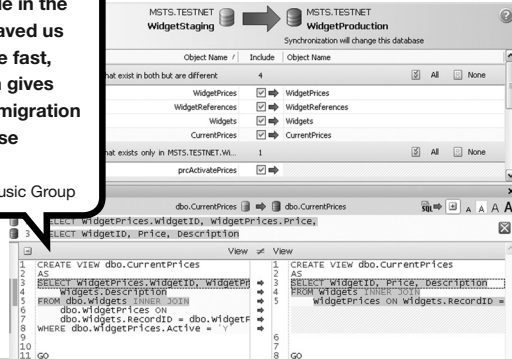 le in the
aved us
e fast,
n gives
migration
se
usic Group
MSTS.TESTNET
WidgetStaging
MSTS.TESTNET
WidgetProduction
Synchronization will change this database
Object Name / Include Object Name
hat exist in both but are different 4 All None
WidgetPrices WidgetPrices
WidgetReferences WidgetReferences
Widgets Widgets
CurrentPrices CurrentPrices
hat exists only in MSTS.TESTNET.Wi... 1 All None
prcActivatePrices
dbo.CurrentPrices dbo.CurrentPrices SQL A A A A
SELECT WidgetPrices.WidgetID, WidgetPrices.Price,
3 SELECT WidgetID, Price, Description
View ≠ View
1 CREATE VIEW dbo.CurrentPrices
2 AS
3 SELECT WidgetPrices.WidgetID, WidgetPr
4 Widgets.Description
5 FROM dbo.Widgets INNER JOIN
6 dbo.WidgetPrices ON
7 dbo.Widgets.RecordID = dbo.WidgetP
8 WHERE dbo.WidgetPrices.Active = 'Y'
9
10
11 GO
1 CREATE VIEW dbo.CurrentPrices
2 AS
3 SELECT WidgetID, Price, Description
4 FROM Widgets INNER JOIN
5 WidgetPrices ON Widgets.RecordID =
6
7
8 GO